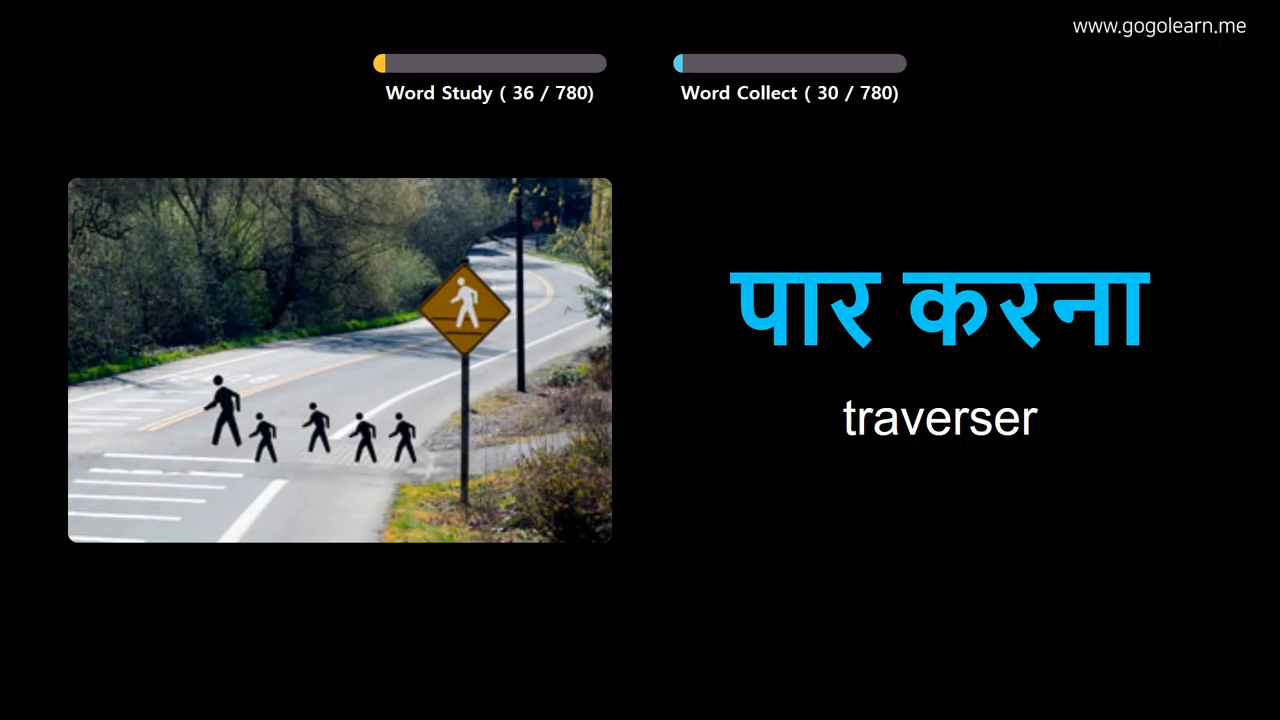 www.gogolearn.me
Word Study ( 36 / 780)
Word Collect ( 30 / 780)
पार करना
traverser